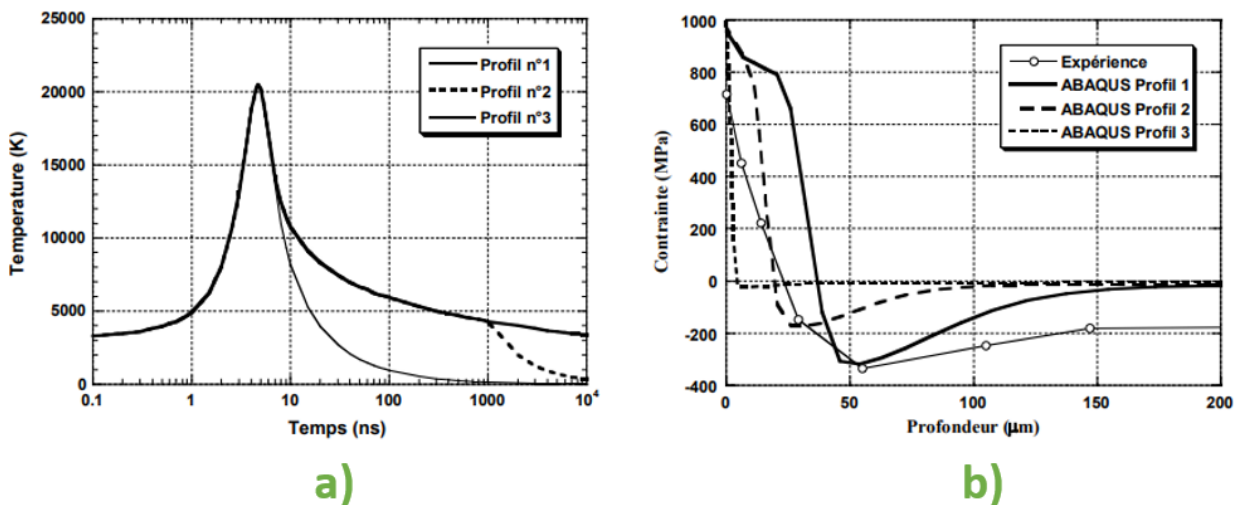 25000
20000
15000
10000
5000
0
Temperature (K)
0.1
1
10
100
1000
10⁴
Temps (ns)
Profil n°1
Profil n°2
Profil n°3
a)
1000
800
600
400
200
0
-200
-400
Contrainte (MPa)
0
50
100
150
200
Profondeur (μm)
Expérience
ABAQUS Profil 1
ABAQUS Profil 2
ABAQUS Profil 3
b)